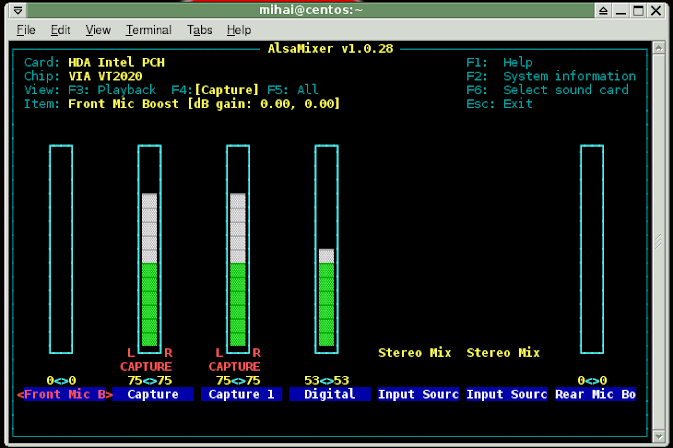 mihai@centos:~
File Edit View Terminal Tabs Help
AlsaMixer v1.0.28
Card: HDA Intel PCH F1: Help
Chip: VIA VT2020 F2: System information
View: F3: Playback F4:[Capture] F5: All F6: Select sound card
Item: Front Mic Boost [dB gain: 0.00, 0.00] Esc: Exit
L R L R Stereo Mix Stereo Mix
CAPTURE CAPTURE
0<>0 75<>75 75<>75 53<>53 0<>0
<Front Mic B> Capture Capture 1 Digital Input Sourc Input Sourc Rear Mic Bo